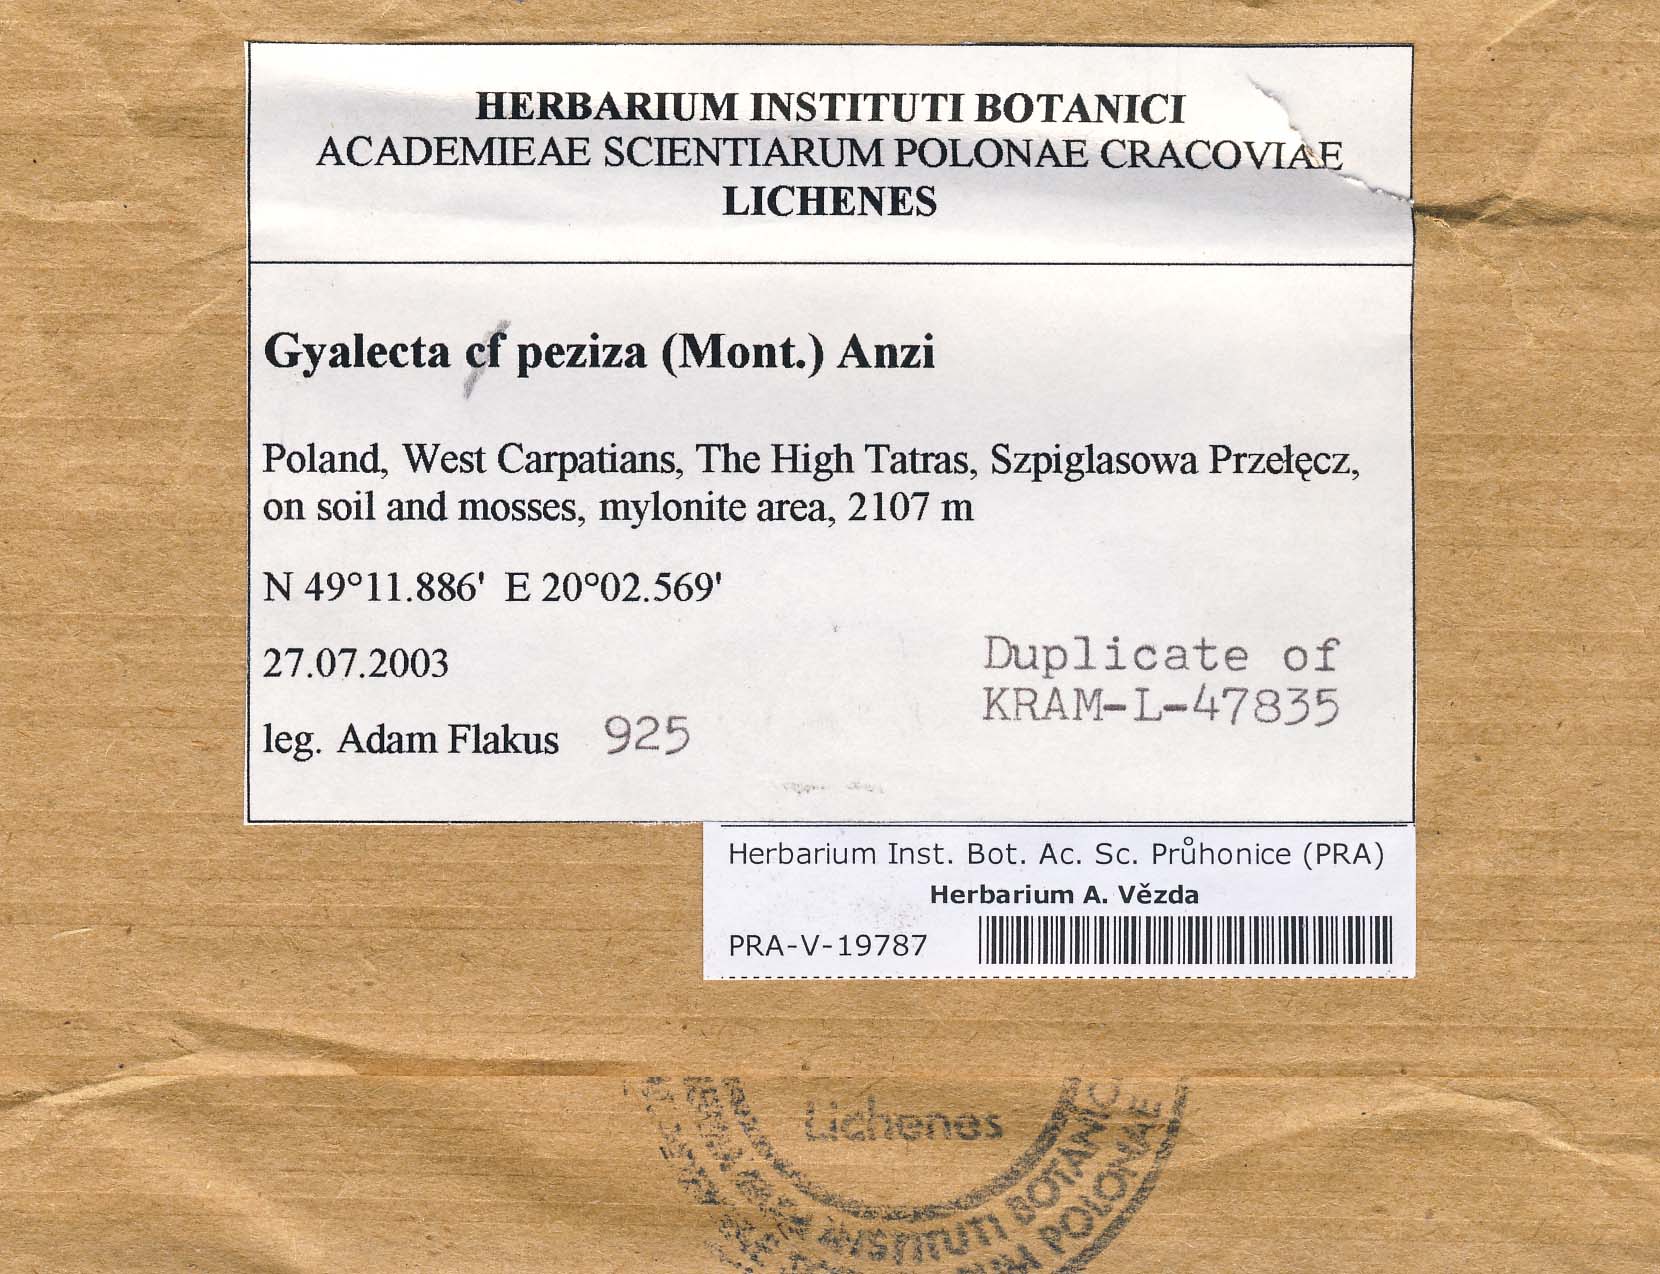 HERBARIUM INSTITUTI BOTANICI
ACADEMIEAE SCIENTIARUM POLONAE CRACOVIAE
LICHENES
Gyalecta cf peziza (Mont.) Anzi
Poland, West Carpatians, The High Tatras, Szpiglasowa Przełęcz,
on soil and mosses, mylonite area, 2107 m
N 49°11.886' E 20°02.569'
27.07.2003
leg. Adam Flakus 925
Duplicate of
KRAM-L-47835
Herbarium Inst. Bot. Ac. Sc. Průhonice (PRA)
Herbarium A. Vězda
PRA-V-19787
Lichenes
INSTITUTI BOTANIC
POLONAE